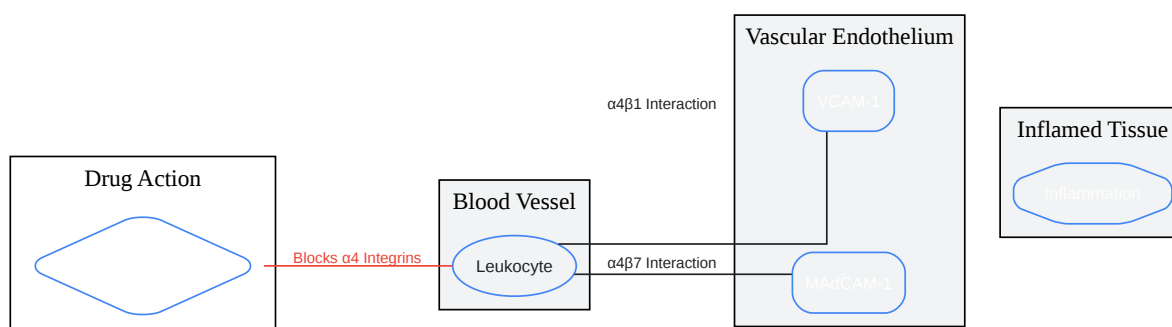 Drug Action
Blocks α4 Integrins
Blood Vessel
Leukocyte
α4β1 Interaction
α4β7 Interaction
Vascular Endothelium
VCAM-1
MAdCAM-1
Inflamed Tissue
Inflammation